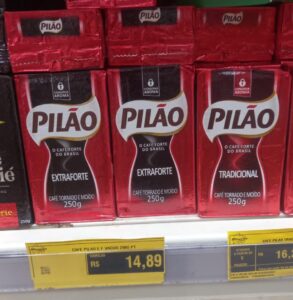 PILÃO
PILÃO
PILÃO
O CAFÉ FORTE
DO BRASIL
EXTRAFORTE
CAFÉ TORRADO E MOÍDO
250g
PILÃO
O CAFÉ FORTE
DO BRASIL
EXTRAFORTE
CAFÉ TORRADO E MOÍDO
250g
PILÃO
O CAFÉ FORTE
DO BRASIL
TRADICIONAL
CAFÉ TORRADO E MOÍDO
250g
R$ 14,89
16,